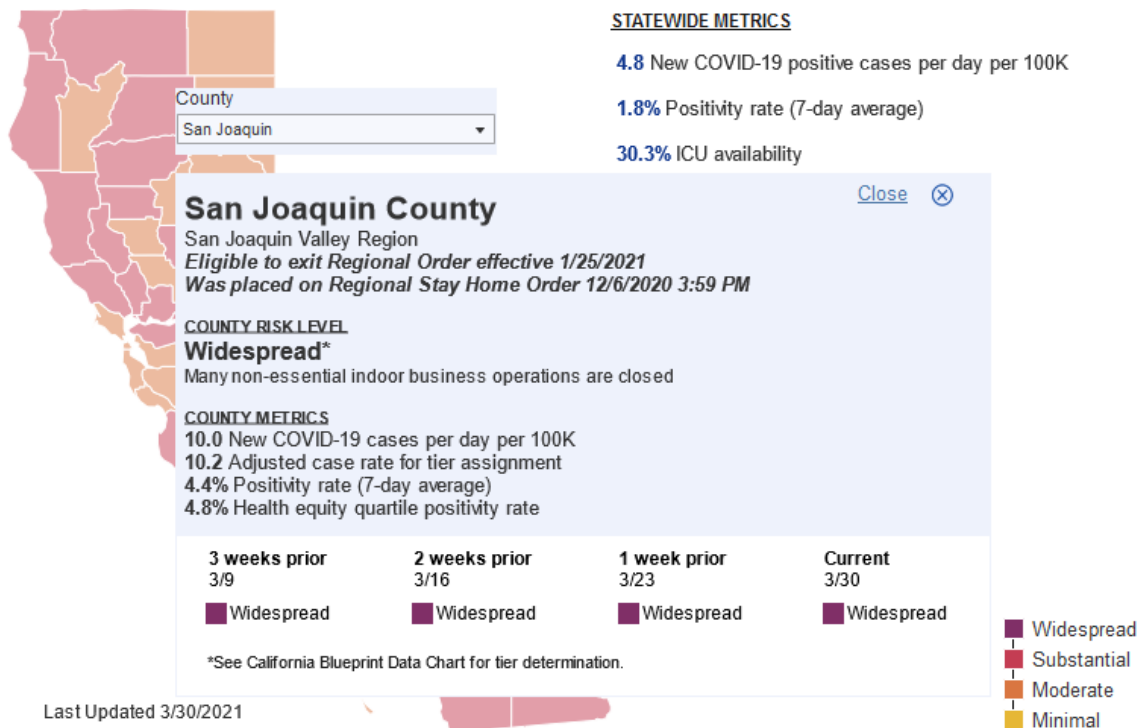 STATEWIDE METRICS
4.8 New COVID-19 positive cases per day per 100K
1.8% Positivity rate (7-day average)
30.3% ICU availability
County
San Joaquin
Close
San Joaquin County
San Joaquin Valley Region
Eligible to exit Regional Order effective 1/25/2021
Was placed on Regional Stay Home Order 12/6/2020 3:59 PM
COUNTY RISK LEVEL
Widespread*
Many non-essential indoor business operations are closed
COUNTY METRICS
10.0 New COVID-19 cases per day per 100K
10.2 Adjusted case rate for tier assignment
4.4% Positivity rate (7-day average)
4.8% Health equity quartile positivity rate
3 weeks prior 2 weeks prior 1 week prior Current
3/9 3/16 3/23 3/30
Widespread Widespread Widespread Widespread
*See California Blueprint Data Chart for tier determination.
Widespread
Substantial
Moderate
Minimal
Last Updated 3/30/2021